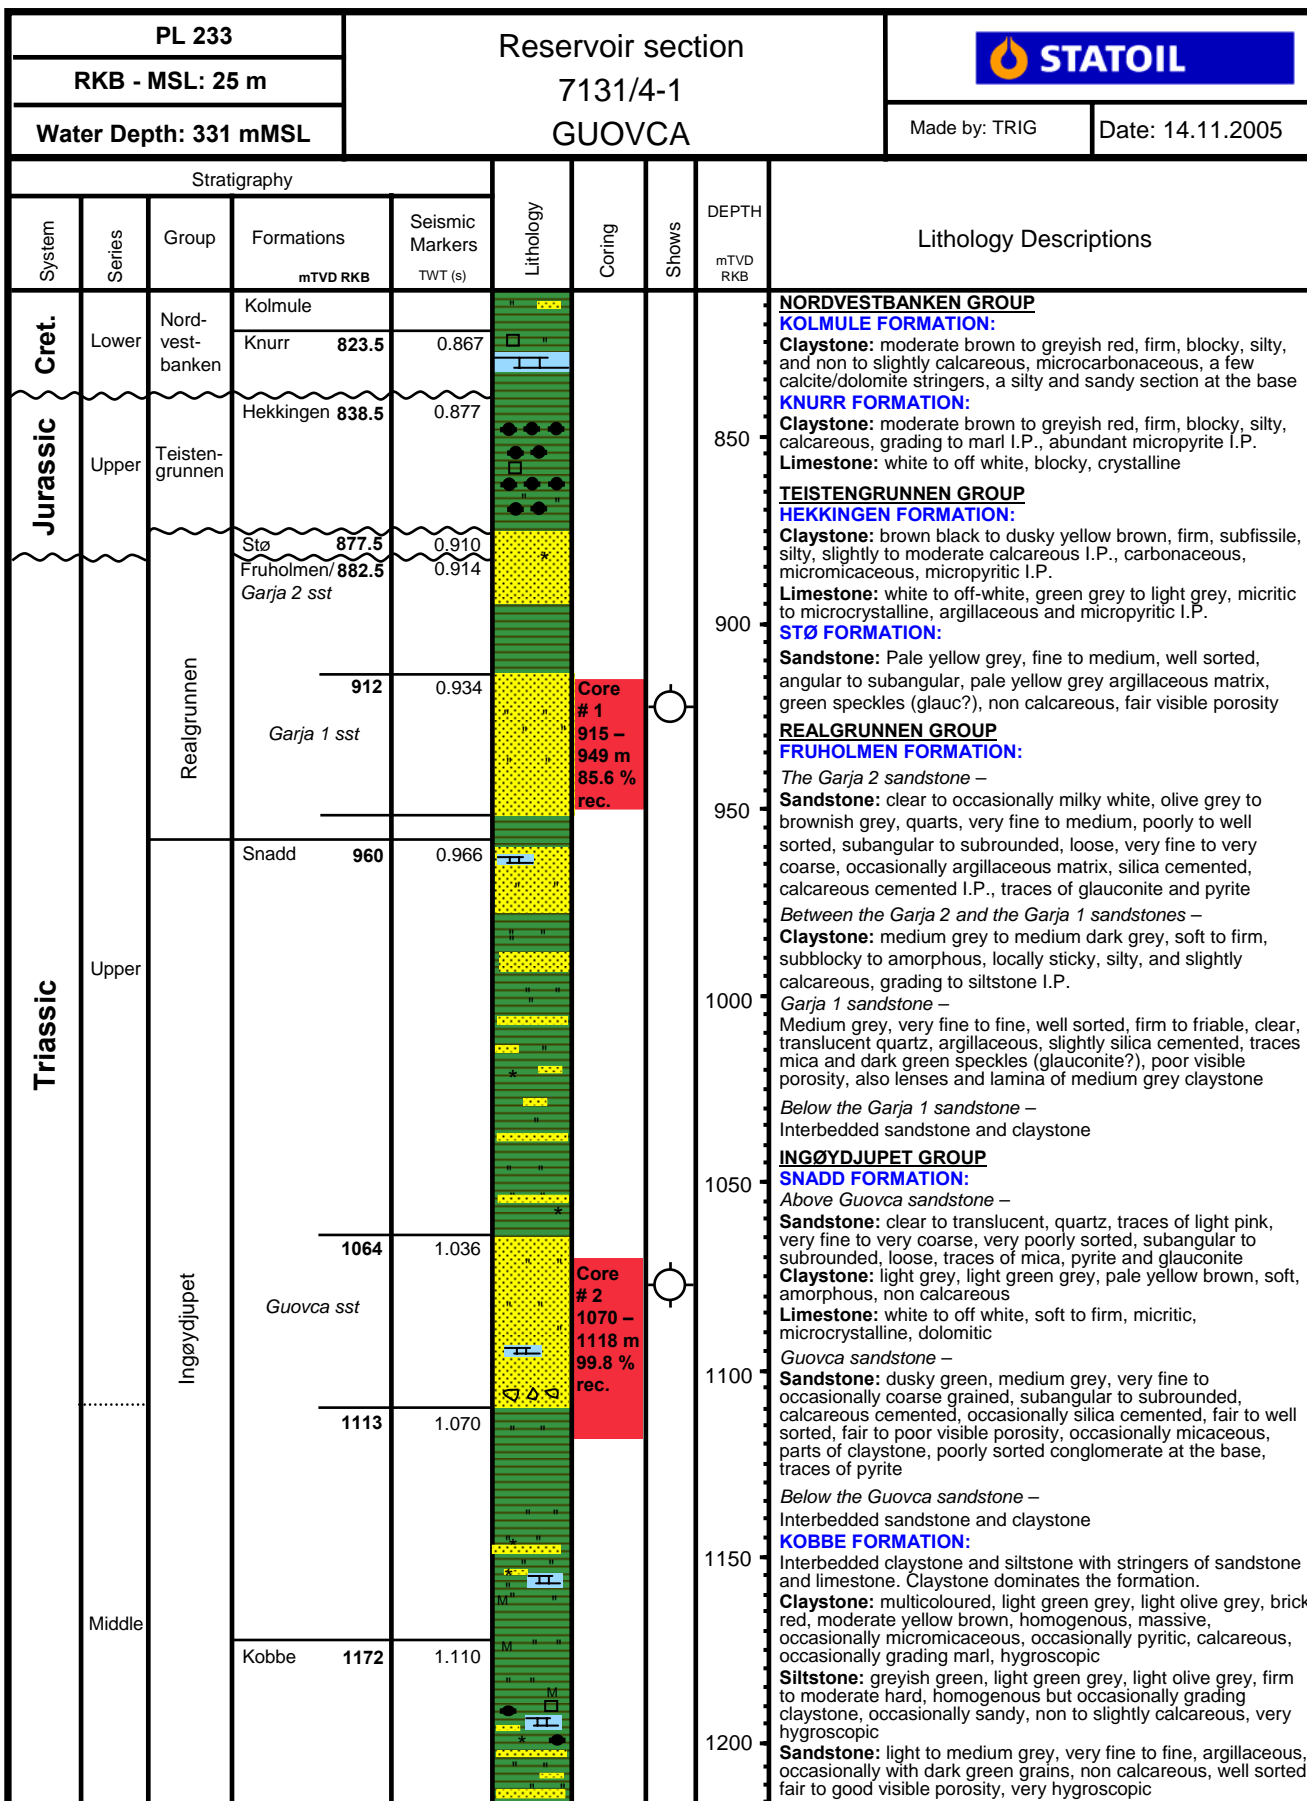 PL 233
RKB - MSL: 25 m
Water Depth: 331 mMSL
Reservoir section
7131/4-1
GUOVCA
STATOIL
Made by: TRIG
Date: 14.11.2005
Stratigraphy
System
Series
Group
Formations
mTVD RKB
Seismic
Markers
TWT (s)
Lithology
Coring
Shows
DEPTH
mTVD
RKB
Lithology Descriptions
Cret.
Lower
Nord-
vest-
banken
Kolmule
Knurr 823.5 0.867
Jurassic
Upper
Teisten-
grunnen
Hekkingen 838.5 0.877
Stø 877.5 0.910
Triassic
Upper
Middle
Realgrunnen
Fruholmen/ 882.5 0.914
Garja 2 sst
912 0.934
Garja 1 sst
Ingøydjupet
Snadd 960 0.966
1064 1.036
Guovca sst
1113 1.070
Kobbe 1172 1.110
M
M
M
Core
# 1
915 –
949 m
85.6 %
rec.
Core
# 2
1070 –
1118 m
99.8 %
rec.
850
900
950
1000
1050
1100
1150
1200
NORDVESTBANKEN GROUP
KOLMULE FORMATION:
Claystone: moderate brown to greyish red, firm, blocky, silty,
and non to slightly calcareous, microcarbonaceous, a few
calcite/dolomite stringers, a silty and sandy section at the base
KNURR FORMATION:
Claystone: moderate brown to greyish red, firm, blocky, silty,
calcareous, grading to marl I.P., abundant micropyrite I.P.
Limestone: white to off white, blocky, crystalline
TEISTENGRUNNEN GROUP
HEKKINGEN FORMATION:
Claystone: brown black to dusky yellow brown, firm, subfissile,
silty, slightly to moderate calcareous I.P., carbonaceous,
micromicaceous, micropyritic I.P.
Limestone: white to off-white, green grey to light grey, micritic
to microcrystalline, argillaceous and micropyritic I.P.
STØ FORMATION:
Sandstone: Pale yellow grey, fine to medium, well sorted,
angular to subangular, pale yellow grey argillaceous matrix,
green speckles (glauc?), non calcareous, fair visible porosity
REALGRUNNEN GROUP
FRUHOLMEN FORMATION:
The Garja 2 sandstone –
Sandstone: clear to occasionally milky white, olive grey to
brownish grey, quarts, very fine to medium, poorly to well
sorted, subangular to subrounded, loose, very fine to very
coarse, occasionally argillaceous matrix, silica cemented,
calcareous cemented I.P., traces of glauconite and pyrite
Between the Garja 2 and the Garja 1 sandstones –
Claystone: medium grey to medium dark grey, soft to firm,
subblocky to amorphous, locally sticky, silty, and slightly
calcareous, grading to siltstone I.P.
Garja 1 sandstone –
Medium grey, very fine to fine, well sorted, firm to friable, clear,
translucent quartz, argillaceous, slightly silica cemented, traces
mica and dark green speckles (glauconite?), poor visible
porosity, also lenses and lamina of medium grey claystone
Below the Garja 1 sandstone –
Interbedded sandstone and claystone
INGØYDJUPET GROUP
SNADD FORMATION:
Above Guovca sandstone –
Sandstone: clear to translucent, quartz, traces of light pink,
very fine to very coarse, very poorly sorted, subangular to
subrounded, loose, traces of mica, pyrite and glauconite
Claystone: light grey, light green grey, pale yellow brown, soft,
amorphous, non calcareous
Limestone: white to off white, soft to firm, micritic,
microcrystalline, dolomitic
Guovca sandstone –
Sandstone: dusky green, medium grey, very fine to
occasionally coarse grained, subangular to subrounded,
calcareous cemented, occasionally silica cemented, fair to well
sorted, fair to poor visible porosity, occasionally micaceous,
parts of claystone, poorly sorted conglomerate at the base,
traces of pyrite
Below the Guovca sandstone –
Interbedded sandstone and claystone
KOBBE FORMATION:
Interbedded claystone and siltstone with stringers of sandstone
and limestone. Claystone dominates the formation.
Claystone: multicoloured, light green grey, light olive grey, brick
red, moderate yellow brown, homogenous, massive,
occasionally micromicaceous, occasionally pyritic, calcareous,
occasionally grading marl, hygroscopic
Siltstone: greyish green, light green grey, light olive grey, firm
to moderate hard, homogenous but occasionally grading
claystone, occasionally sandy, non to slightly calcareous, very
hygroscopic
Sandstone: light to medium grey, very fine to fine, argillaceous,
occasionally with dark green grains, non calcareous, well sorted
fair to good visible porosity, very hygroscopic